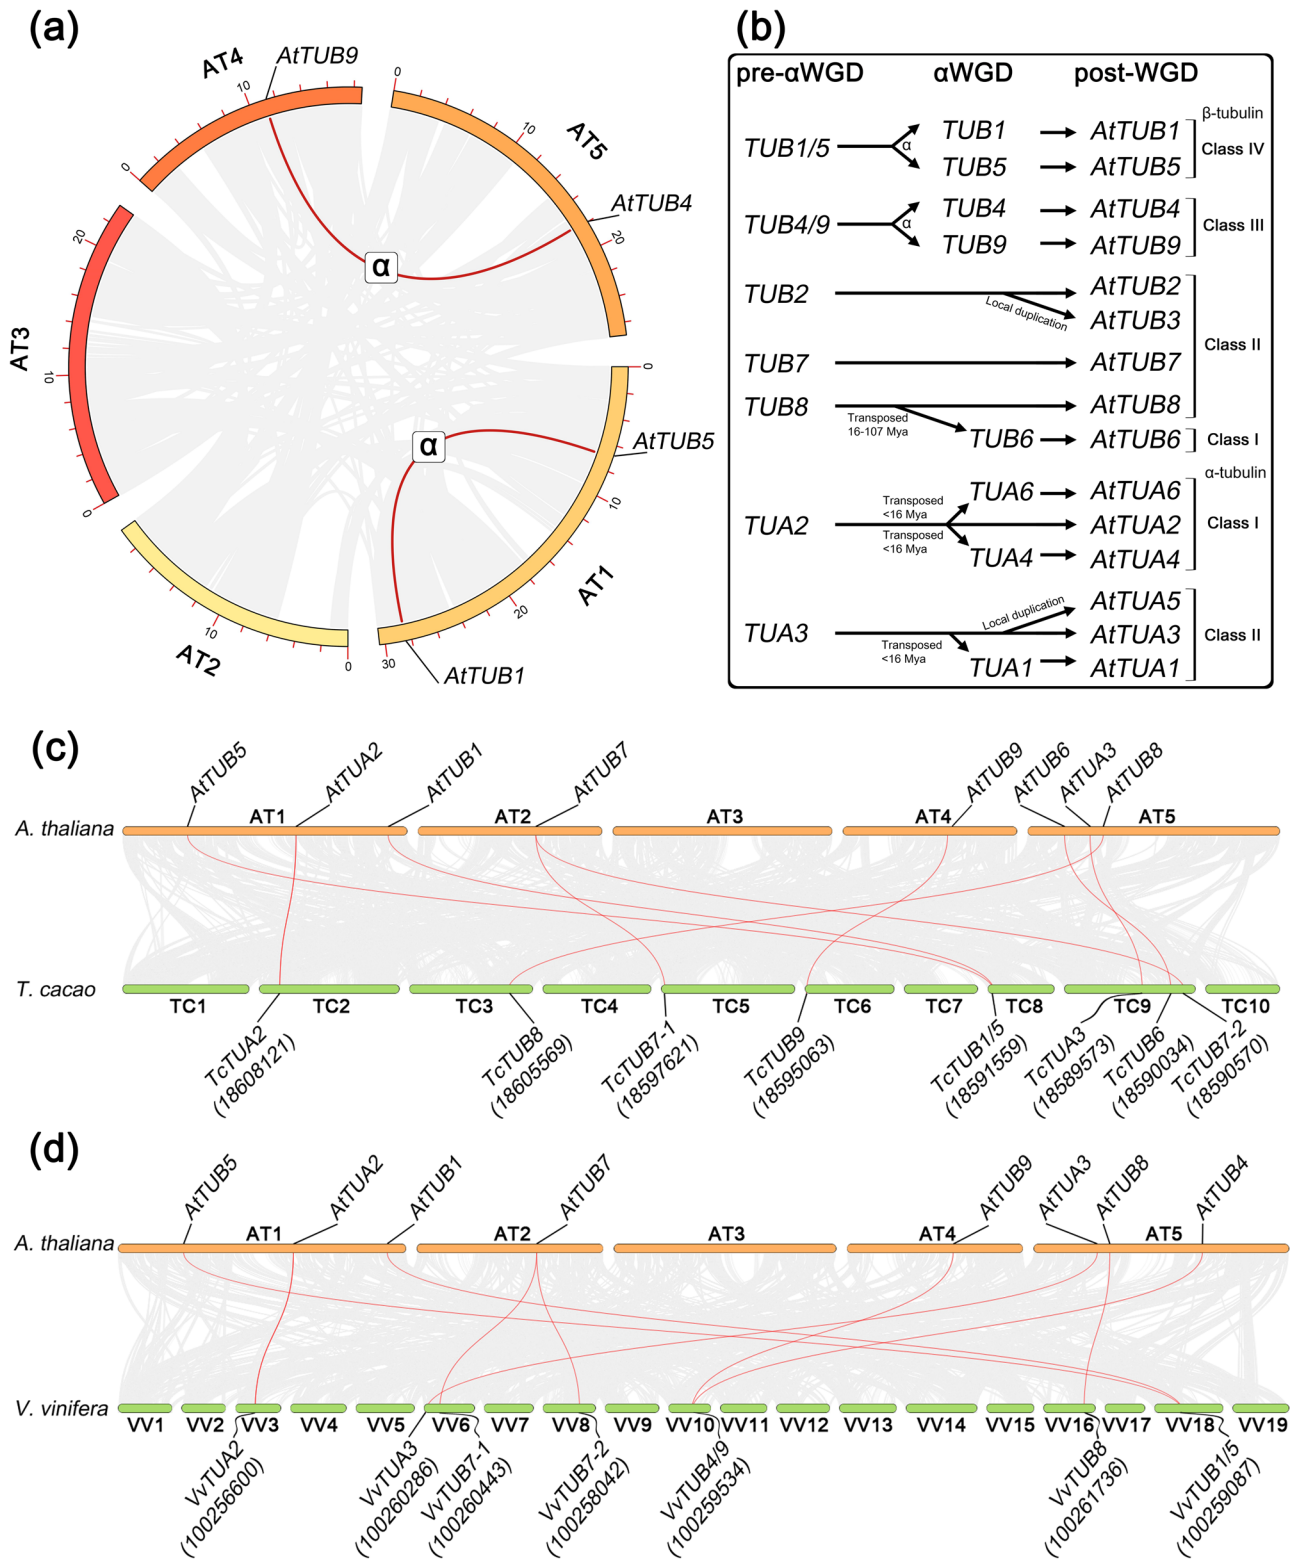 (a)
AT4
AtTUB9
0
10
0
10
20
AT5
AtTUB4
α
AT3
20
10
0
0
10
20
30
AtTUB5
α
AT1
AtTUB1
AT2
10
0
(b)
pre-αWGD αWGD post-WGD
β-tubulin
TUB1/5 α TUB1 AtTUB1
TUB5 AtTUB5
Class IV
TUB4/9 α TUB4 AtTUB4
TUB9 AtTUB9
Class III
TUB2 AtTUB2
Local duplication
AtTUB3
Class II
TUB7 AtTUB7
TUB8 AtTUB8
Transposed
16-107 Mya
TUB6 AtTUB6 Class I
α-tubulin
Transposed
<16 Mya
TUA6 AtTUA6
TUA2 AtTUA2 Class I
Transposed
<16 Mya
TUA4 AtTUA4
Local duplication
AtTUA5
TUA3 AtTUA3 Class II
Transposed
<16 Mya
TUA1 AtTUA1
(c)
AtTUB5
AtTUA2
AtTUB1
AtTUB7
AtTUB9
AtTUB6
AtTUA3
AtTUB8
AT1 AT2 AT3 AT4 AT5
A. thaliana
T. cacao
TC1 TC2 TC3 TC4 TC5 TC6 TC7 TC8 TC9 TC10
TcTUA2
(18608121)
TcTUB8
(18605569)
TcTUB7-1
(18597621)
TcTUB9
(18595063)
TcTUB1/5
(18591559)
TcTUA3
(18589573)
TcTUB6
(18590034)
TcTUB7-2
(18590570)
(d)
AtTUB5
AtTUA2
AtTUB1
AtTUB7
AtTUB9
AtTUA3
AtTUB8
AtTUB4
AT1 AT2 AT3 AT4 AT5
A. thaliana
V. vinifera
VV1 VV2 VV3 VV4 VV5 VV6 VV7 VV8 VV9 VV10 VV11 VV12 VV13 VV14 VV15 VV16 VV17 VV18 VV19
VvTUA2
(100256600)
VvTUA3
(100260286)
VvTUB7-1
(100260443)
VvTUB7-2
(100258042)
VvTUB4/9
(100259534)
VvTUB8
(100261736)
VvTUB1/5
(100259087)